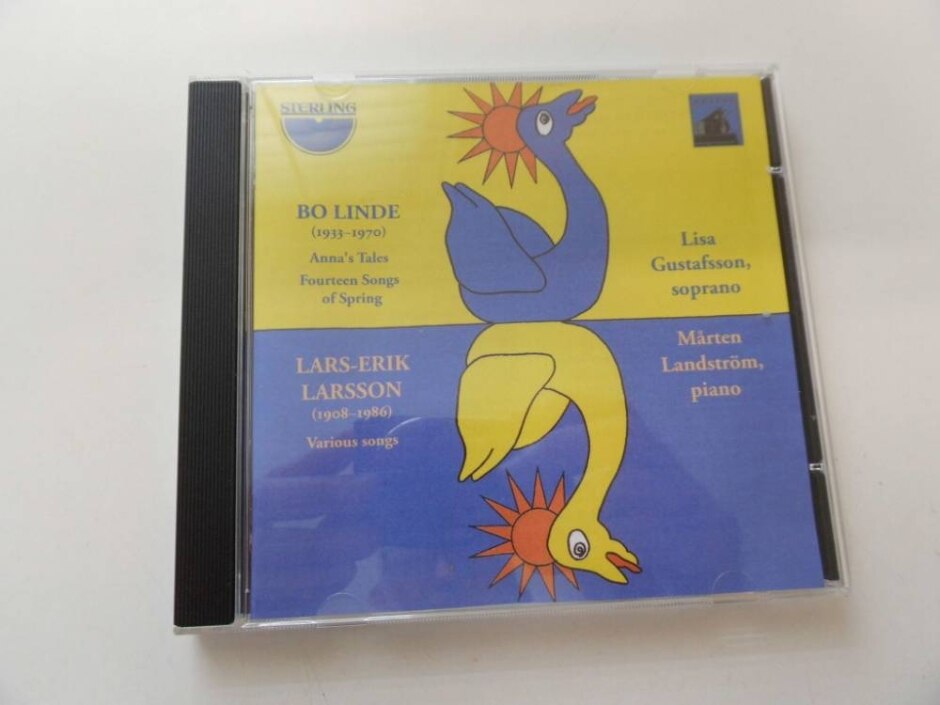 STERLING
BO LINDE
(1933–1970)
Anna's Tales
Fourteen Songs
of Spring
Lisa
Gustafsson,
soprano
LARS-ERIK
LARSSON
(1908–1986)
Various songs
Mårten
Landström,
piano